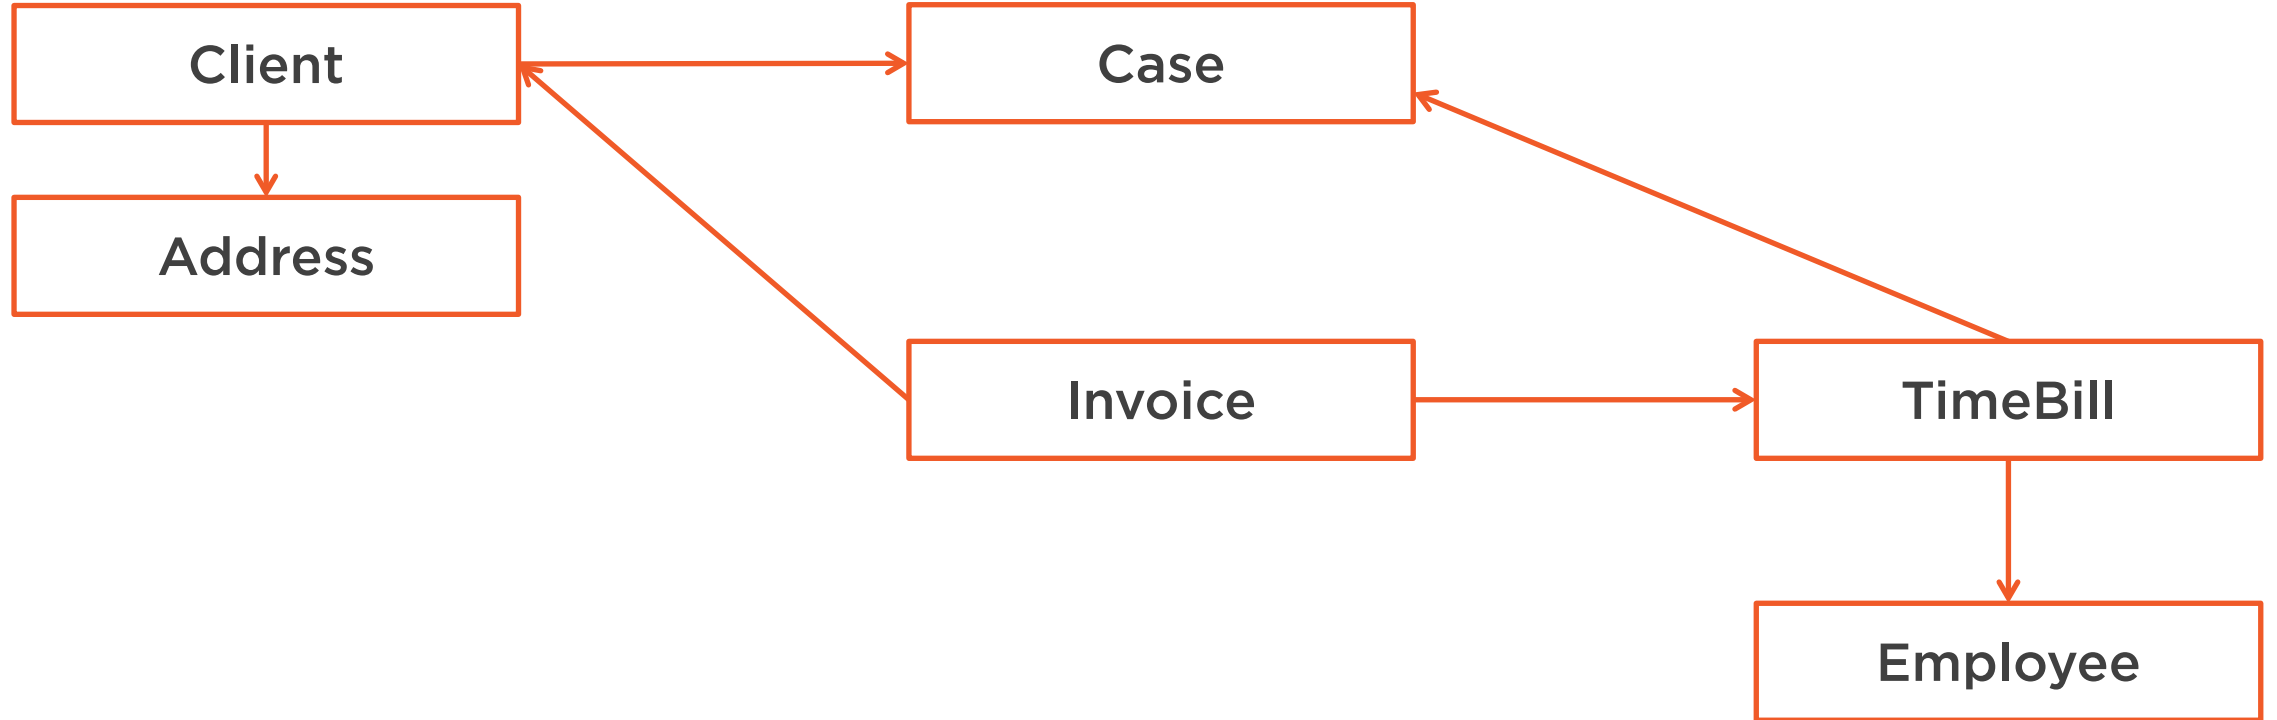 Client
Case
Address
Invoice
TimeBill
Employee